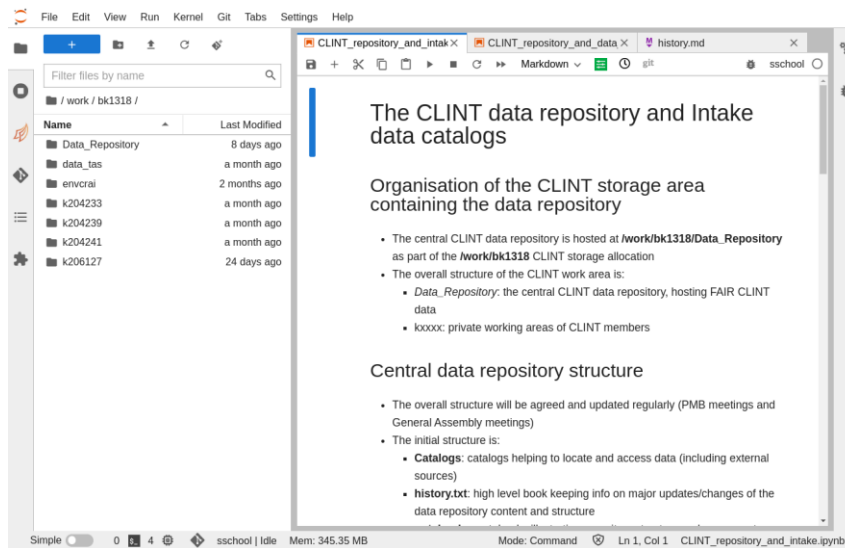 File Edit View Run Kernel Git Tabs Settings Help
Filter files by name
/ work / bk1318 /
Name Last Modified
Data_Repository 8 days ago
data_tas a month ago
envcrai 2 months ago
k204233 a month ago
k204239 a month ago
k204241 a month ago
k206127 24 days ago
CLINT_repository_and_intak CLINT_repository_and_data history.md
Markdown git sschool
The CLINT data repository and Intake
data catalogs
Organisation of the CLINT storage area
containing the data repository
• The central CLINT data repository is hosted at /work/bk1318/Data_Repository
as part of the /work/bk1318 CLINT storage allocation
• The overall structure of the CLINT work area is:
▪ Data_Repository: the central CLINT data repository, hosting FAIR CLINT
data
▪ kxxxx: private working areas of CLINT members
Central data repository structure
• The overall structure will be agreed and updated regularly (PMB meetings and
General Assembly meetings)
• The initial structure is:
▪ Catalogs: catalogs helping to locate and access data (including external
sources)
▪ history.txt: high level book keeping info on major updates/changes of the
data repository content and structure
Simple 0 4 sschool | Idle Mem: 345.35 MB Mode: Command Ln 1, Col 1 CLINT_repository_and_intake.ipynb